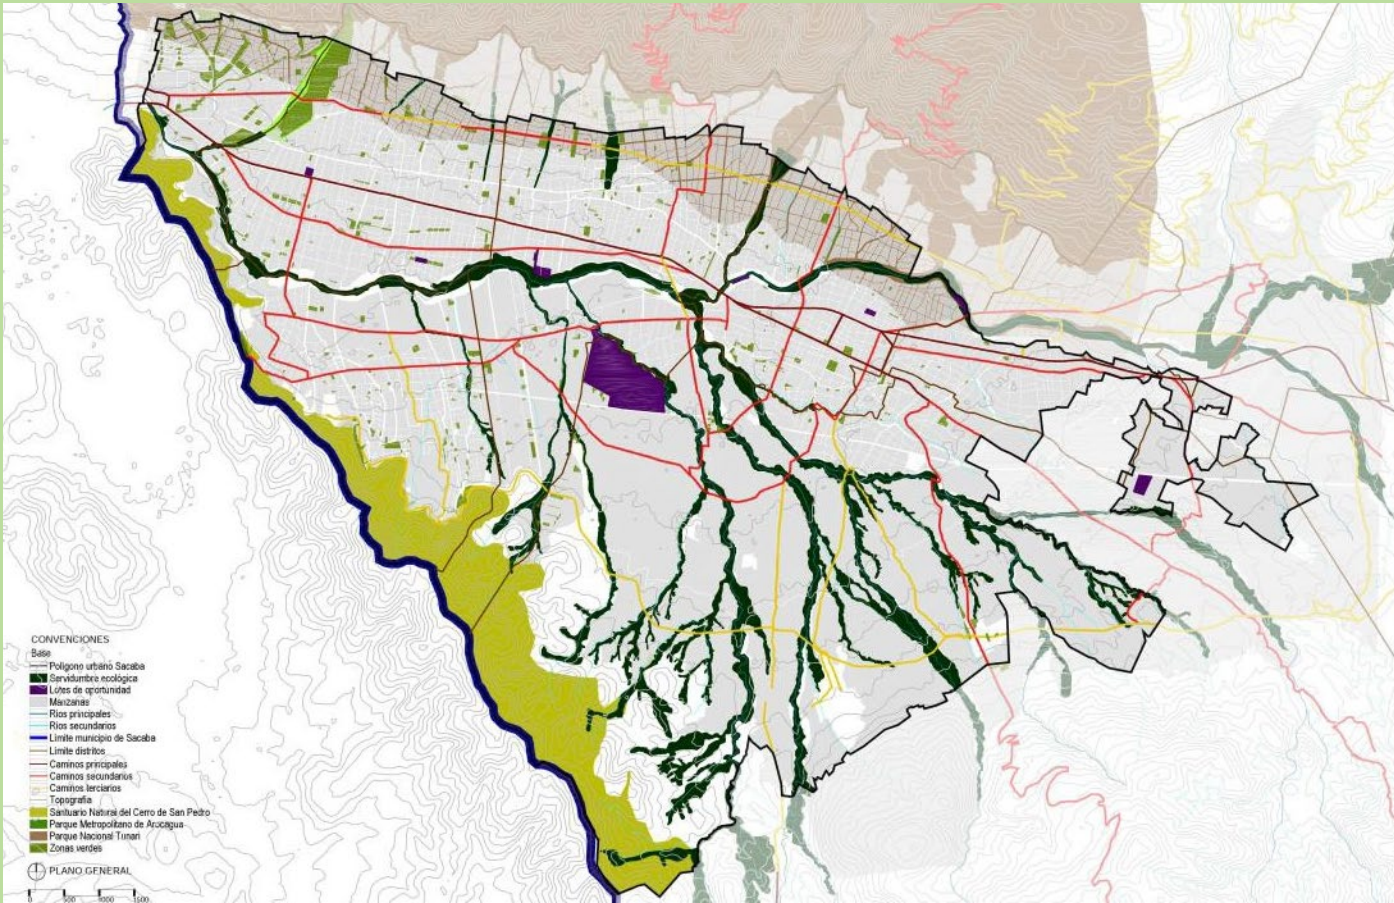 CONVENCIONES
Base
Polígono urbano Sacaba
Servidumbre ecológica
Lotes de oportunidad
Manzanas
Ríos principales
Ríos secundarios
Límite municipio de Sacaba
Límite distritos
Caminos principales
Caminos secundarios
Caminos terciarios
Topografía
Santuario Natural del Cerro de San Pedro
Parque Metropolitano de Arocagua
Parque Nacional Tunari
Zonas verdes
PLANO GENERAL
0 500 1000 1500